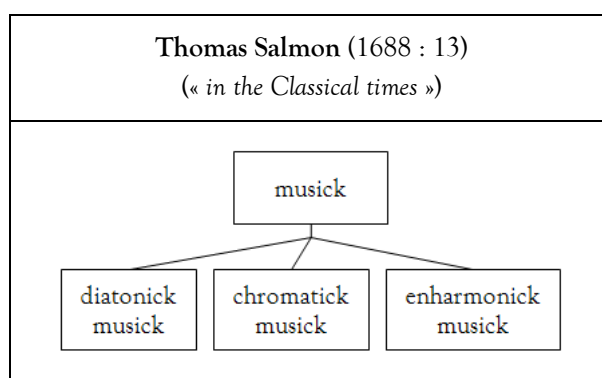 Thomas Salmon (1688 : 13)
(« in the Classical times »)
musick
diatonick
musick
chromatick
musick
enharmonick
musick